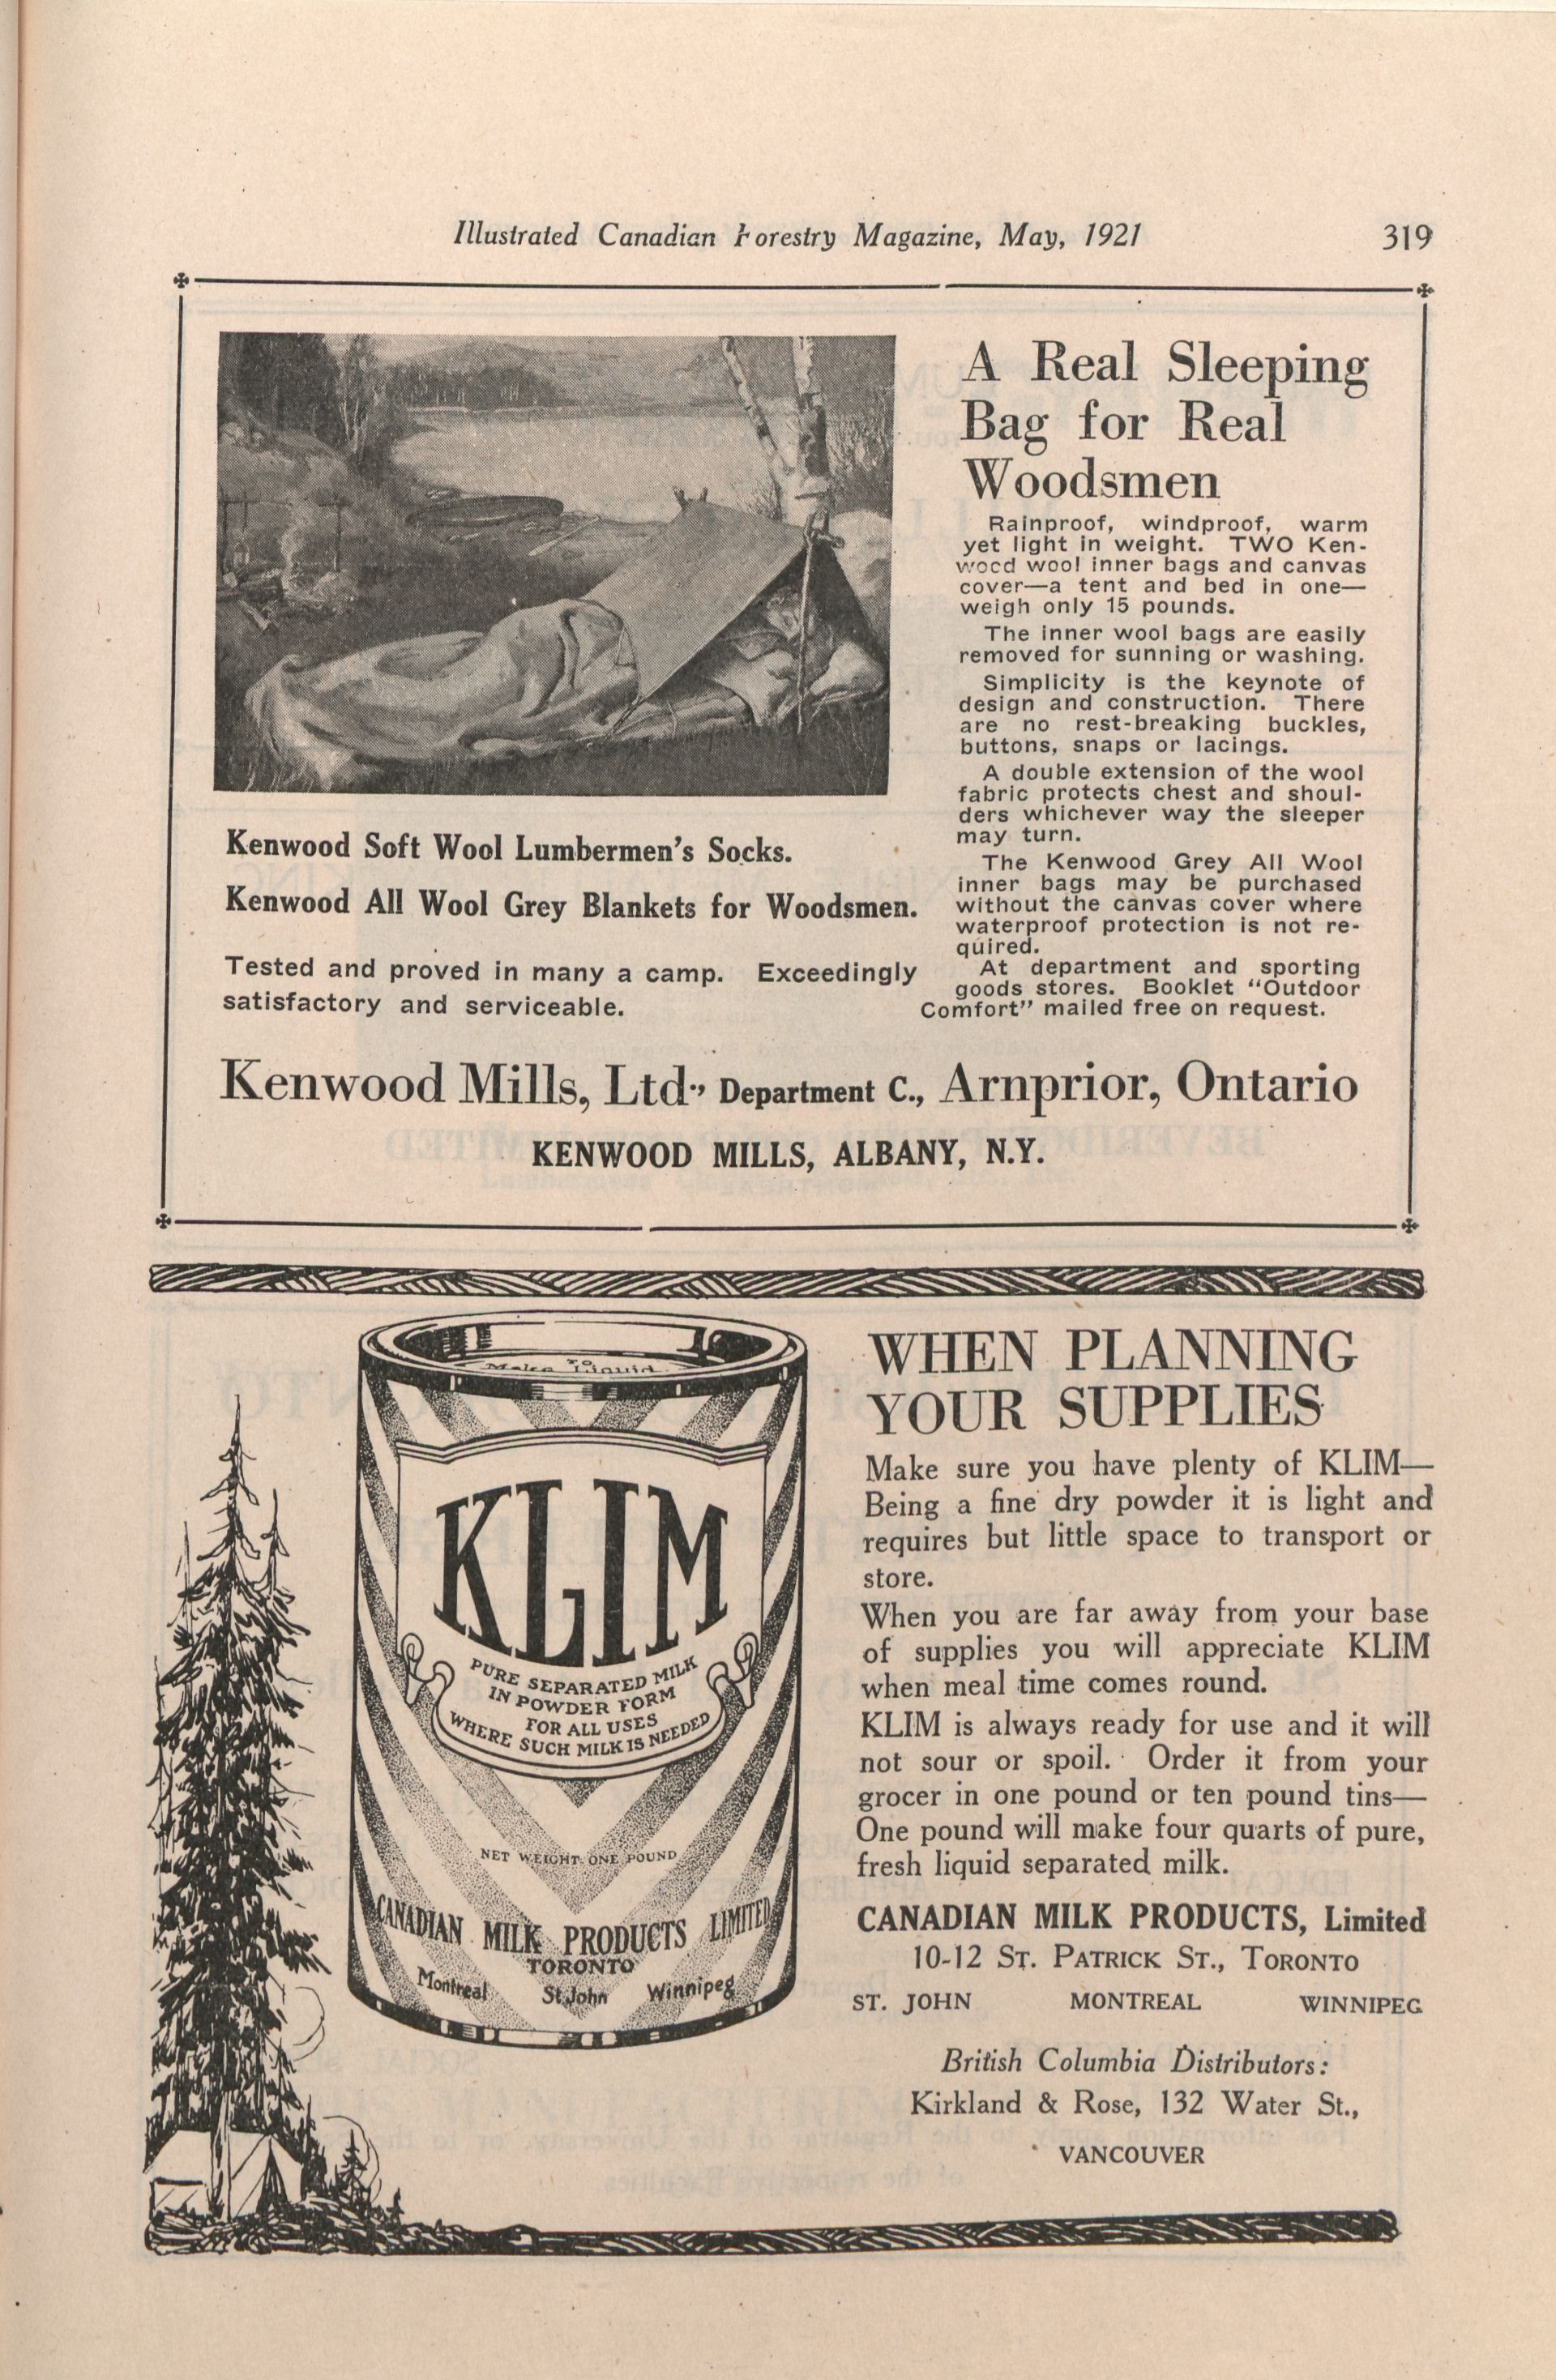 Illustrated Canadian Forestry Magazine, May, 1921
319
A Real Sleeping
Bag for Real
Woodsmen
Rainproof, windproof, warm
yet light in weight. TWO Ken-
wood wool inner bags and canvas
cover—a tent and bed in one—
weigh only 15 pounds.
The inner wool bags are easily
removed for sunning or washing.
Simplicity is the keynote of
design and construction. There
are no rest-breaking buckles,
buttons, snaps or lacings.
A double extension of the wool
fabric protects chest and shoul-
ders whichever way the sleeper
may turn.
The Kenwood Grey All Wool
inner bags may be purchased
without the canvas cover where
waterproof protection is not re-
quired.
At department and sporting
goods stores. Booklet “Outdoor
Comfort” mailed free on request.
Kenwood Soft Wool Lumbermen’s Socks.
Kenwood All Wool Grey Blankets for Woodsmen.
Tested and proved in many a camp. Exceedingly
satisfactory and serviceable.
Kenwood Mills, Ltd., Department C., Arnprior, Ontario
KENWOOD MILLS, ALBANY, N.Y.
To
Make Liquid
KLIM
PURE SEPARATED MILK
IN POWDER FORM
FOR ALL USES
WHERE SUCH MILK IS NEEDED
NET WEIGHT ONE POUND
CANADIAN MILK PRODUCTS LIMITED
TORONTO
Montreal St. John Winnipeg
WHEN PLANNING
YOUR SUPPLIES
Make sure you have plenty of KLIM—
Being a fine dry powder it is light and
requires but little space to transport or
store.
When you are far away from your base
of supplies you will appreciate KLIM
when meal time comes round.
KLIM is always ready for use and it will
not sour or spoil. Order it from your
grocer in one pound or ten pound tins—
One pound will make four quarts of pure,
fresh liquid separated milk.
CANADIAN MILK PRODUCTS, Limited
10-12 ST. PATRICK ST., TORONTO
ST. JOHN MONTREAL WINNIPEG
British Columbia Distributors:
Kirkland & Rose, 132 Water St.,
VANCOUVER